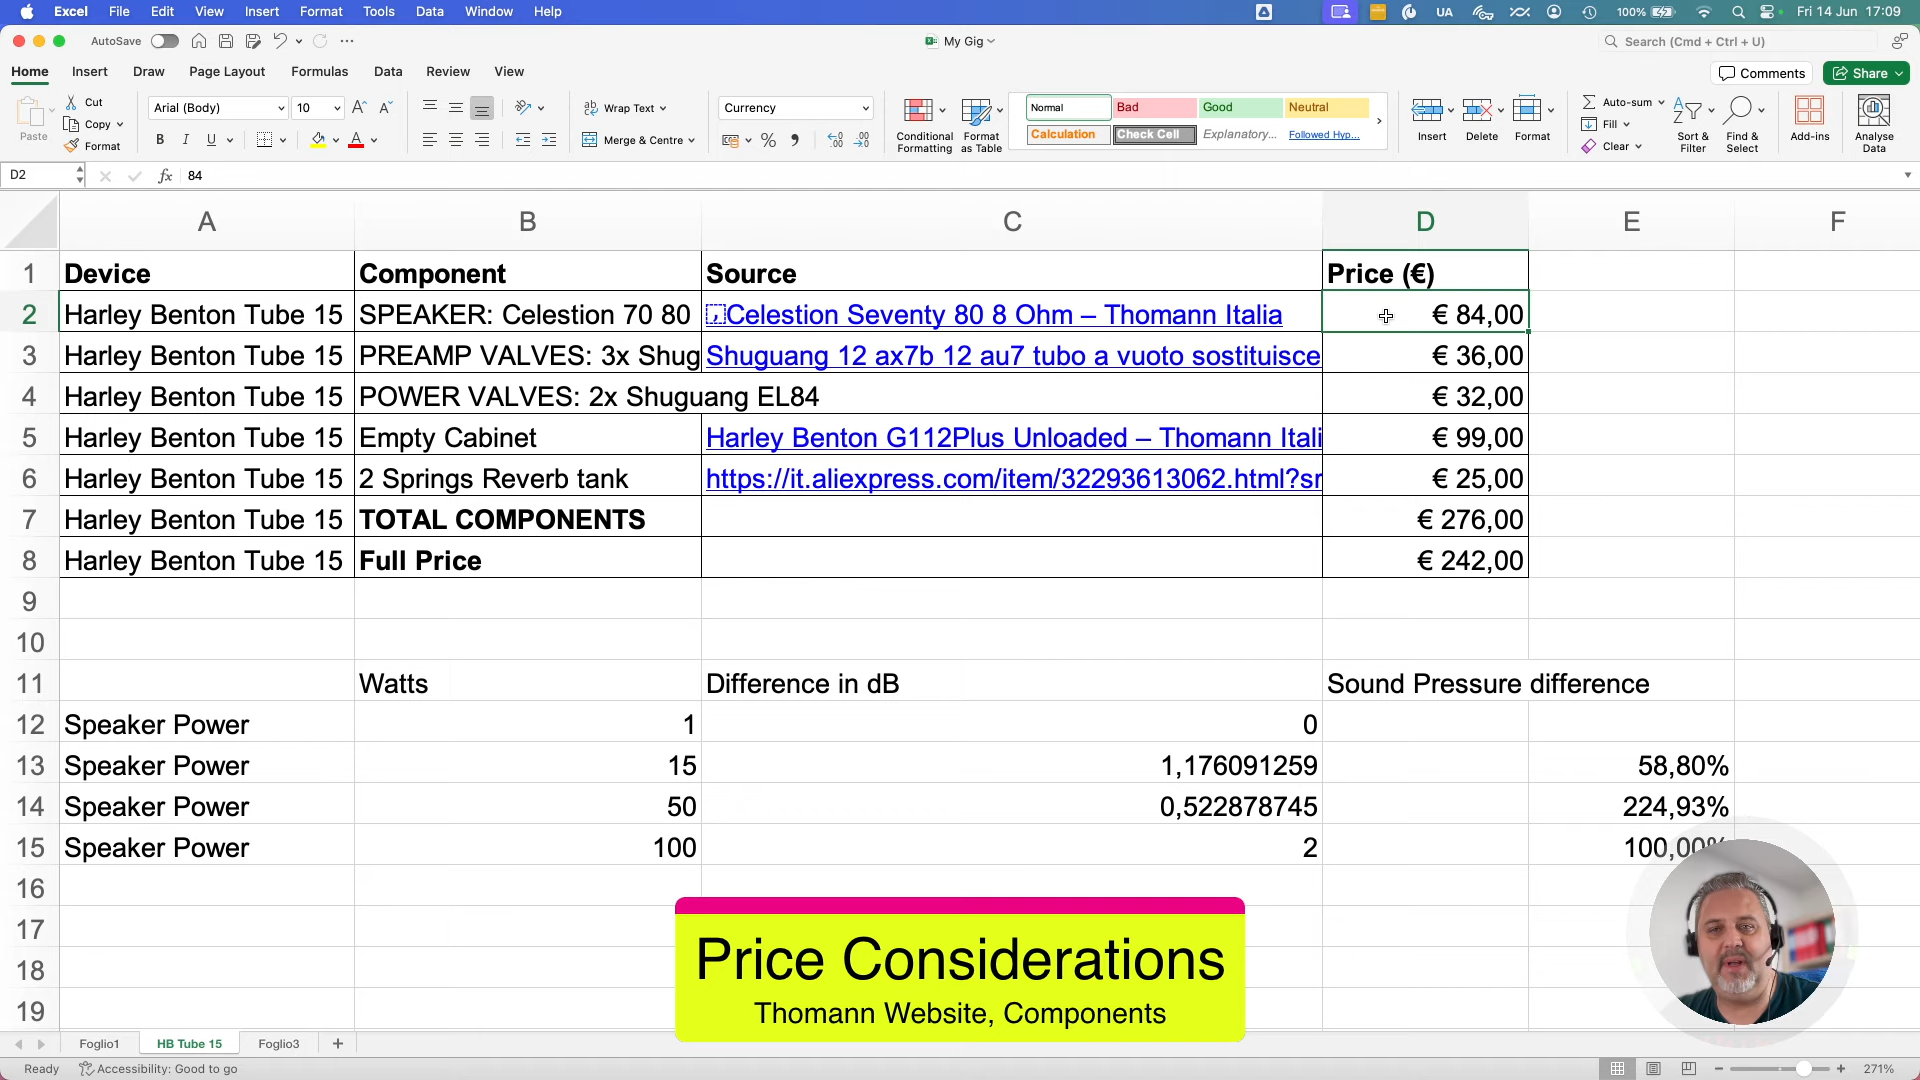 Excel File Edit View Insert Format Tools Data Window Help UA 100% Fri 14 Jun 17:09
AutoSave My Gig Search (Cmd + Ctrl + U)
Home Insert Draw Page Layout Formulas Data Review View Comments Share
Paste Cut Copy Format
Arial (Body) 10
B I U
Wrap Text
Merge & Centre
Currency
%
Conditional Formatting
Format as Table
Normal Bad Good Neutral
Calculation Check Cell Explanatory... Followed Hyp...
Insert Delete Format
Auto-sum
Fill
Clear
Sort & Filter
Find & Select
Add-ins
Analyse Data
D2 fx 84
A B C D E F
1 Device Component Source Price (€)
2 Harley Benton Tube 15 SPEAKER: Celestion 70 80 Celestion Seventy 80 8 Ohm – Thomann Italia € 84,00
3 Harley Benton Tube 15 PREAMP VALVES: 3x Shug Shuguang 12 ax7b 12 au7 tubo a vuoto sostituisce € 36,00
4 Harley Benton Tube 15 POWER VALVES: 2x Shuguang EL84 € 32,00
5 Harley Benton Tube 15 Empty Cabinet Harley Benton G112Plus Unloaded – Thomann Itali € 99,00
6 Harley Benton Tube 15 2 Springs Reverb tank https://it.aliexpress.com/item/32293613062.html?sr € 25,00
7 Harley Benton Tube 15 TOTAL COMPONENTS € 276,00
8 Harley Benton Tube 15 Full Price € 242,00
9
10
11 Watts Difference in dB Sound Pressure difference
12 Speaker Power 1 0
13 Speaker Power 15 1,176091259 58,80%
14 Speaker Power 50 0,522878745 224,93%
15 Speaker Power 100 2 100,00%
16
17
18
19
Price Considerations
Thomann Website, Components
Foglio1 HB Tube 15 Foglio3 +
Ready Accessibility: Good to go 271%